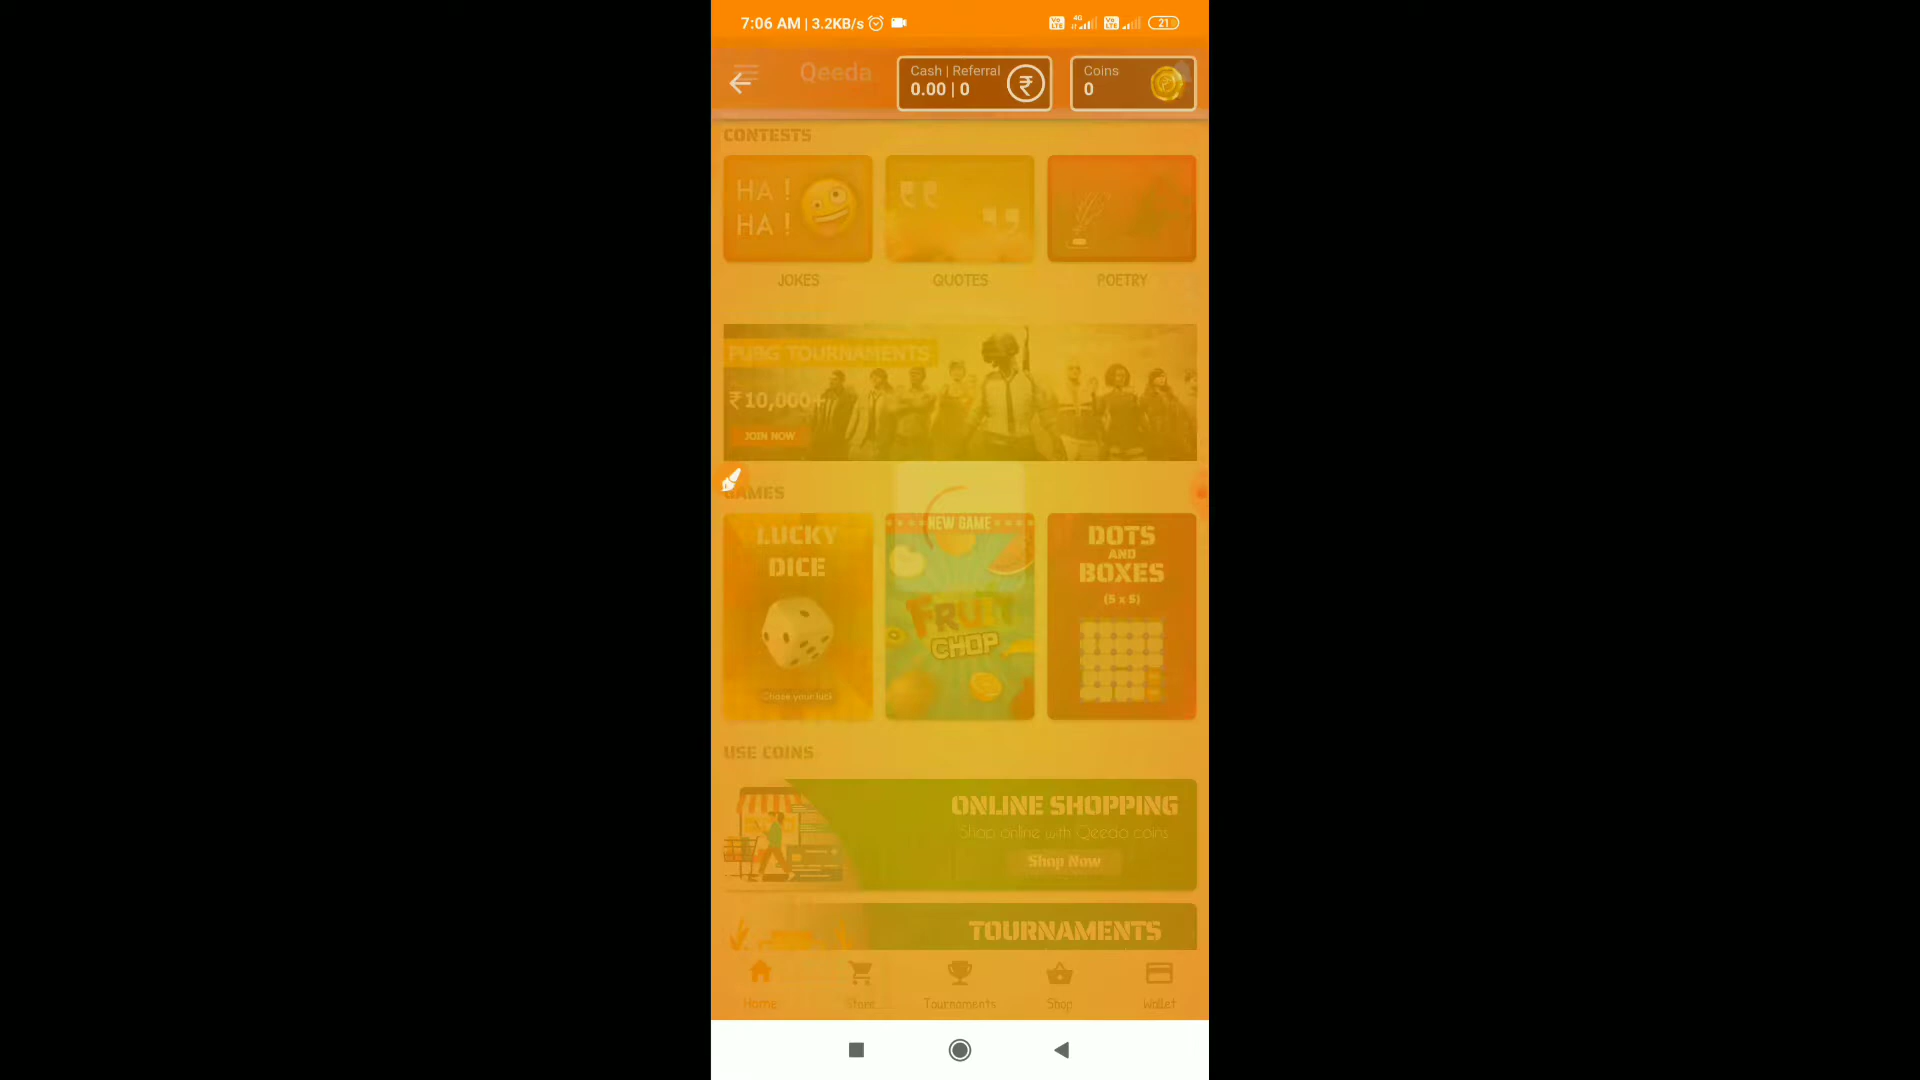 7:06 AM | 3.2KB/s
4G
21
Qeeda
Cash | Referral
0.00 | 0
Coins
0
CONTESTS
HA !
HA !
JOKES
QUOTES
POETRY
PUBG TOURNAMENTS
₹10,000+
JOIN NOW
GAMES
LUCKY
DICE
NEW GAME
FRUIT
CHOP
DOTS
AND
BOXES
(5 x 5)
USE COINS
ONLINE SHOPPING
Shop online with Qeeda coins
Shop Now
TOURNAMENTS
Home
Store
Tournaments
Shop
Wallet